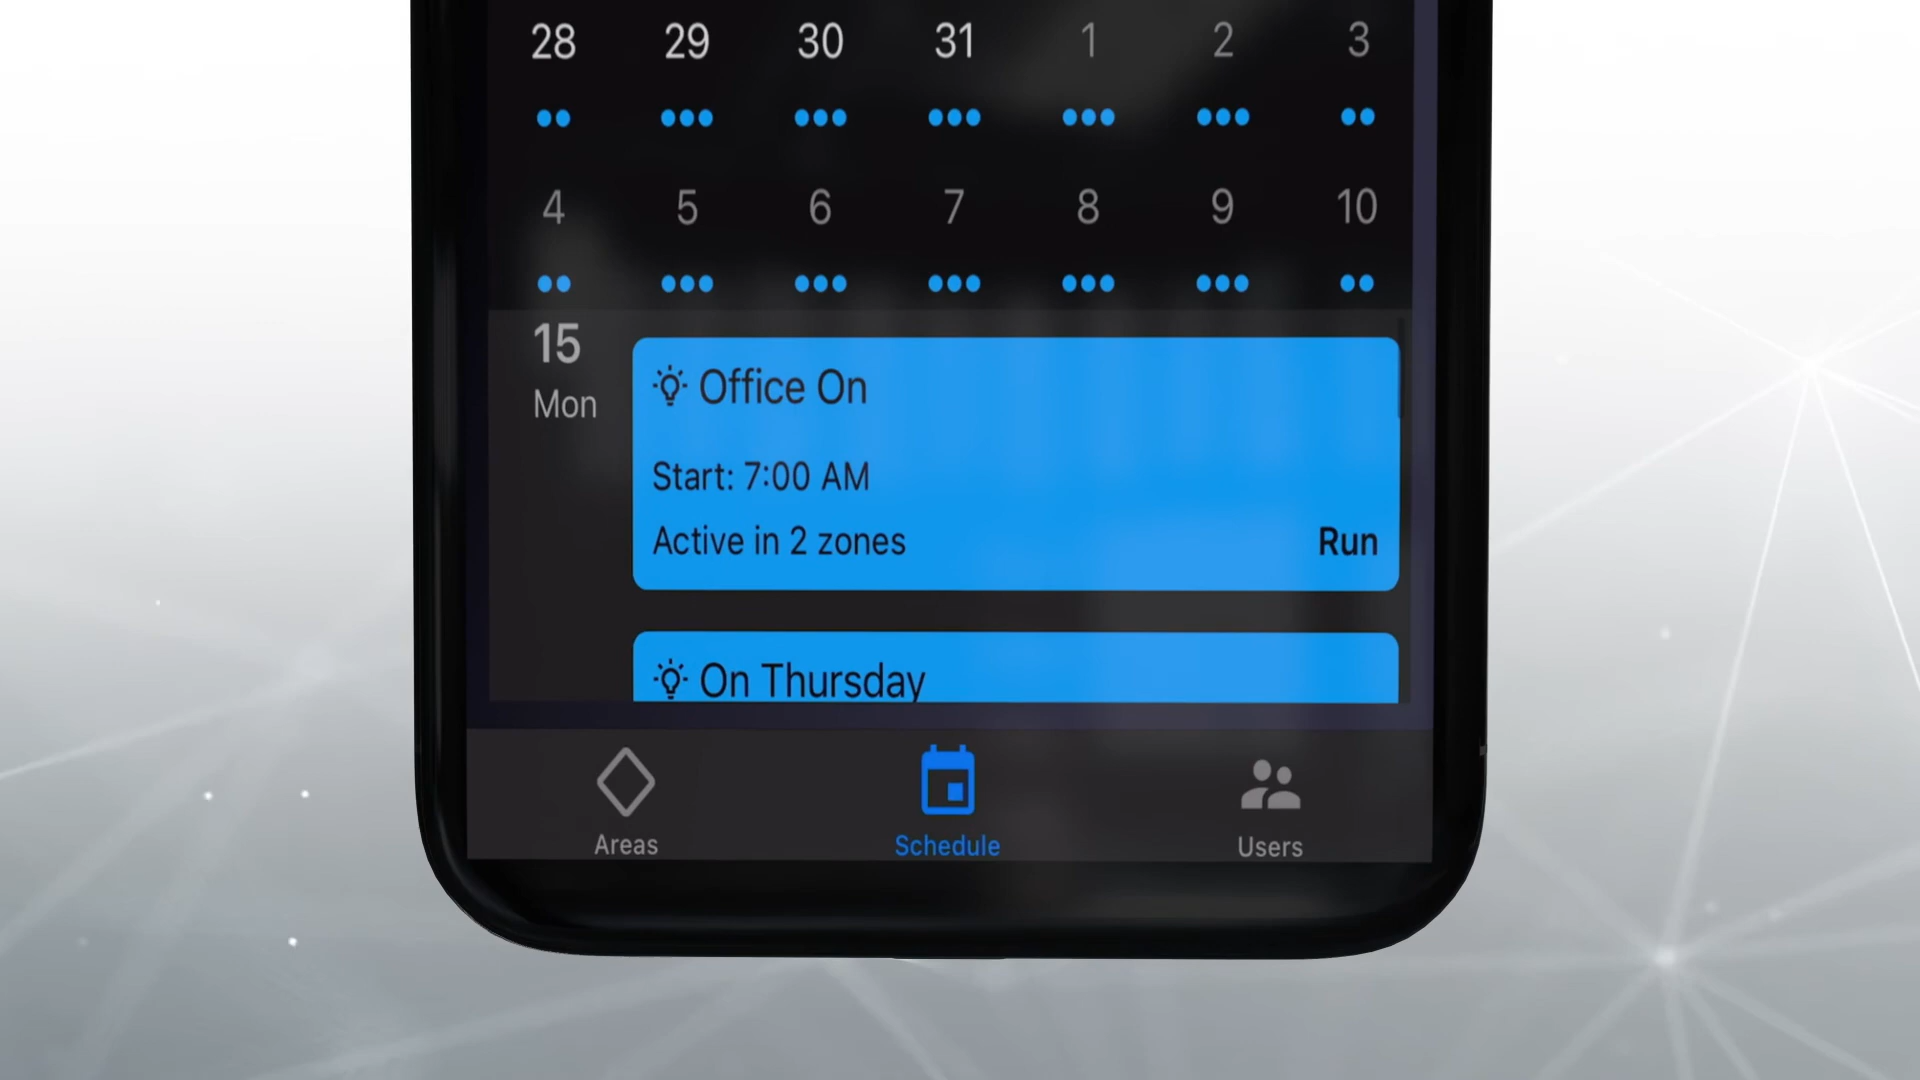 28 29 30 31 1 2 3
4 5 6 7 8 9 10
15
Mon
Office On
Start: 7:00 AM
Active in 2 zones
Run
On Thursday
Areas
Schedule
Users